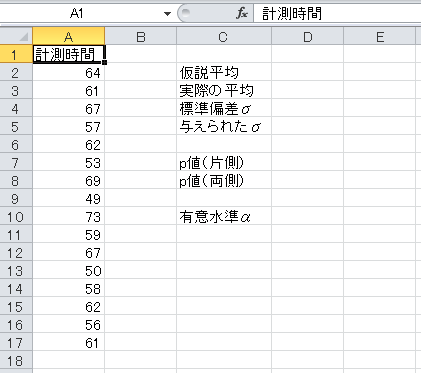 A1 fx 計測時間
A B C D E
1 計測時間
2 64 仮説平均
3 61 実際の平均
4 67 標準偏差σ
5 57 与えられたσ
6 62
7 53 p値(片側)
8 69 p値(両側)
9 49
10 73 有意水準α
11 59
12 67
13 50
14 58
15 62
16 56
17 61
18